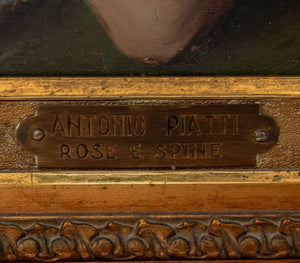 ANTONIO PIATTI
ROSE E SPINE